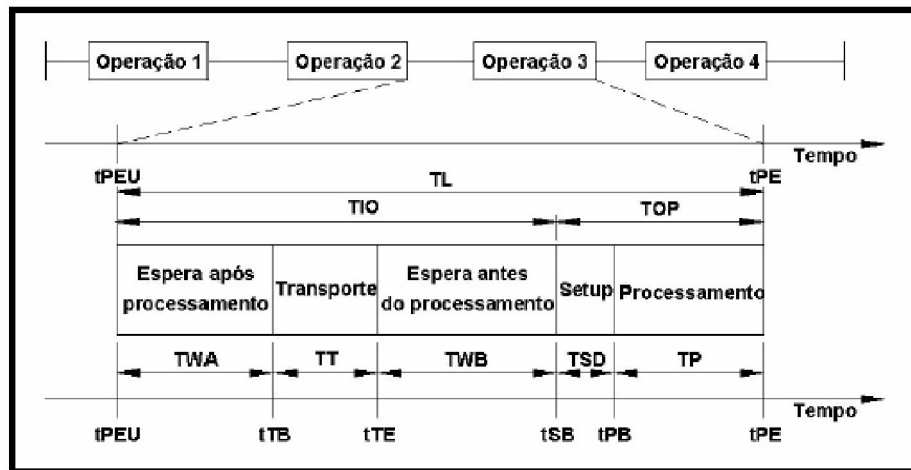 Operação 1 Operação 2 Operação 3 Operação 4
Tempo
tPEU tPE
TL
TIO TOP
Espera após
processamento
Transporte
Espera antes
do processamento
Setup
Processamento
TWA TT TWB TSD TP
Tempo
tPEU tTB tTE tSB tPB tPE